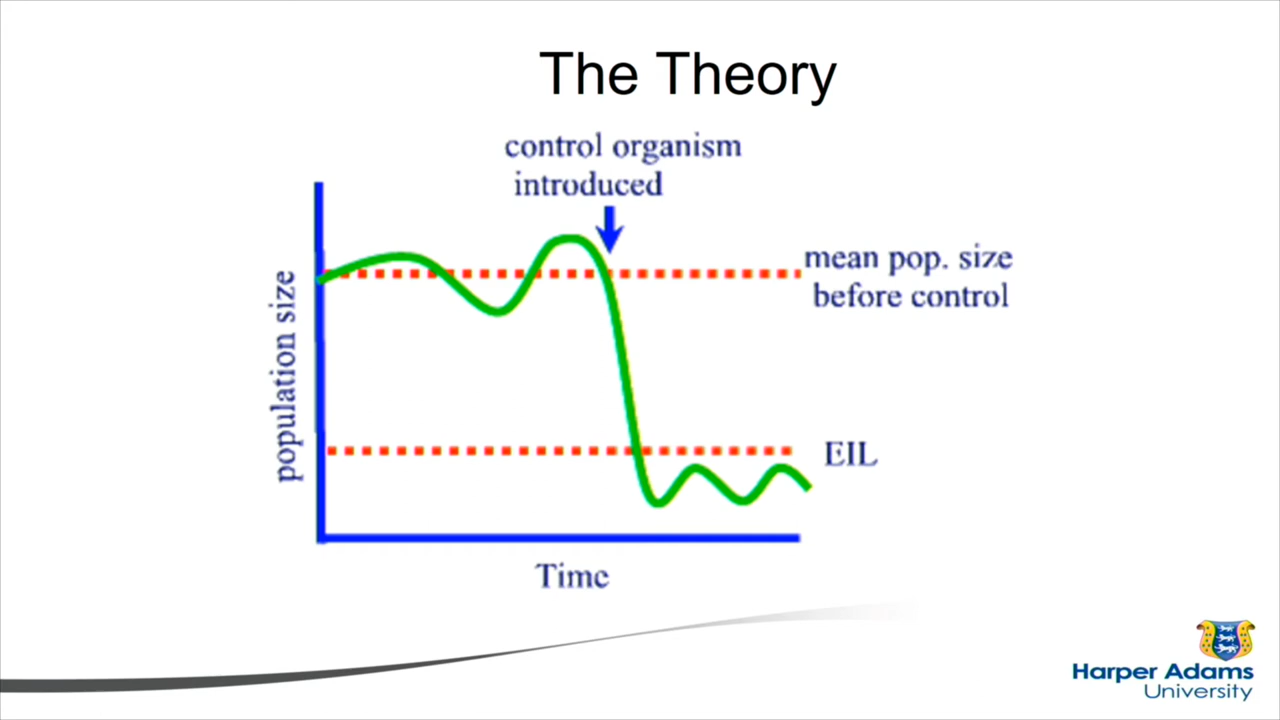 The Theory
control organism
introduced
mean pop. size
before control
population size
EIL
Time
Harper Adams
University